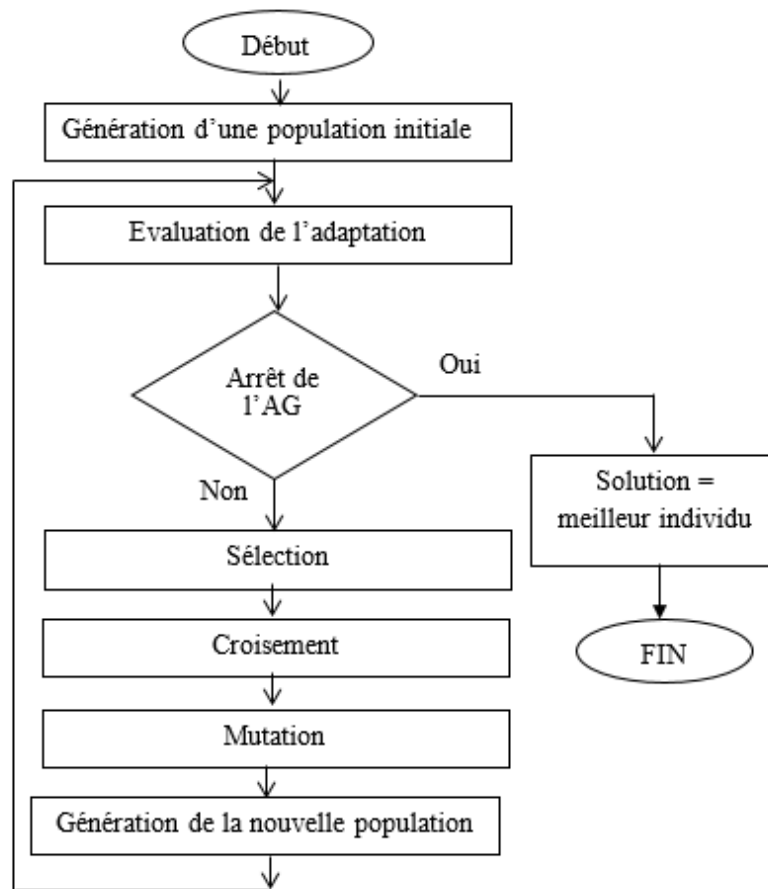 Début
Génération d’une population initiale
Evaluation de l’adaptation
Arrêt de
l’AG
Oui
Non
Solution =
meilleur individu
Sélection
Croisement
FIN
Mutation
Génération de la nouvelle population